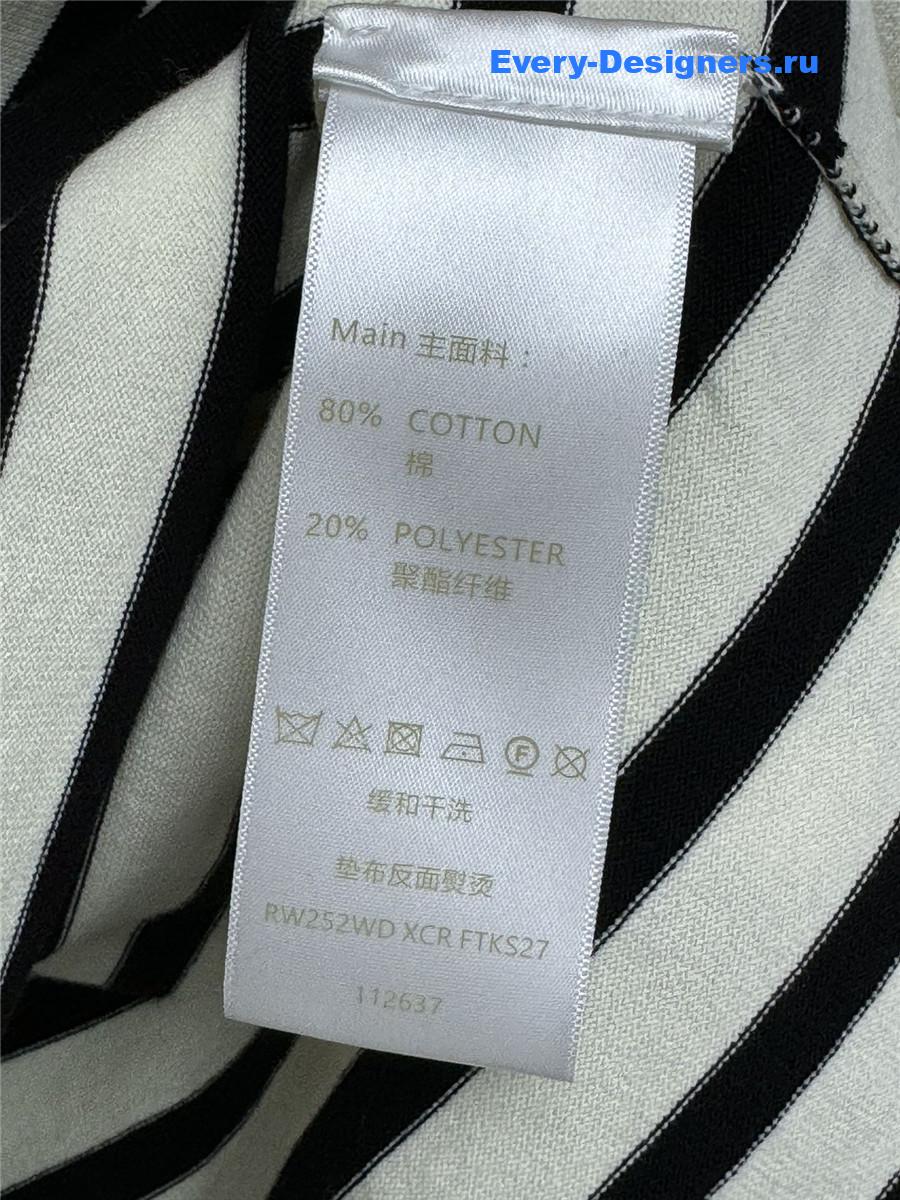 Every-Designers.ru
Main 主面料：
80% COTTON
棉
20% POLYESTER
聚酯纤维
F
缓和干洗
垫布反面熨烫
RW252WD XCR FTKS27
112637